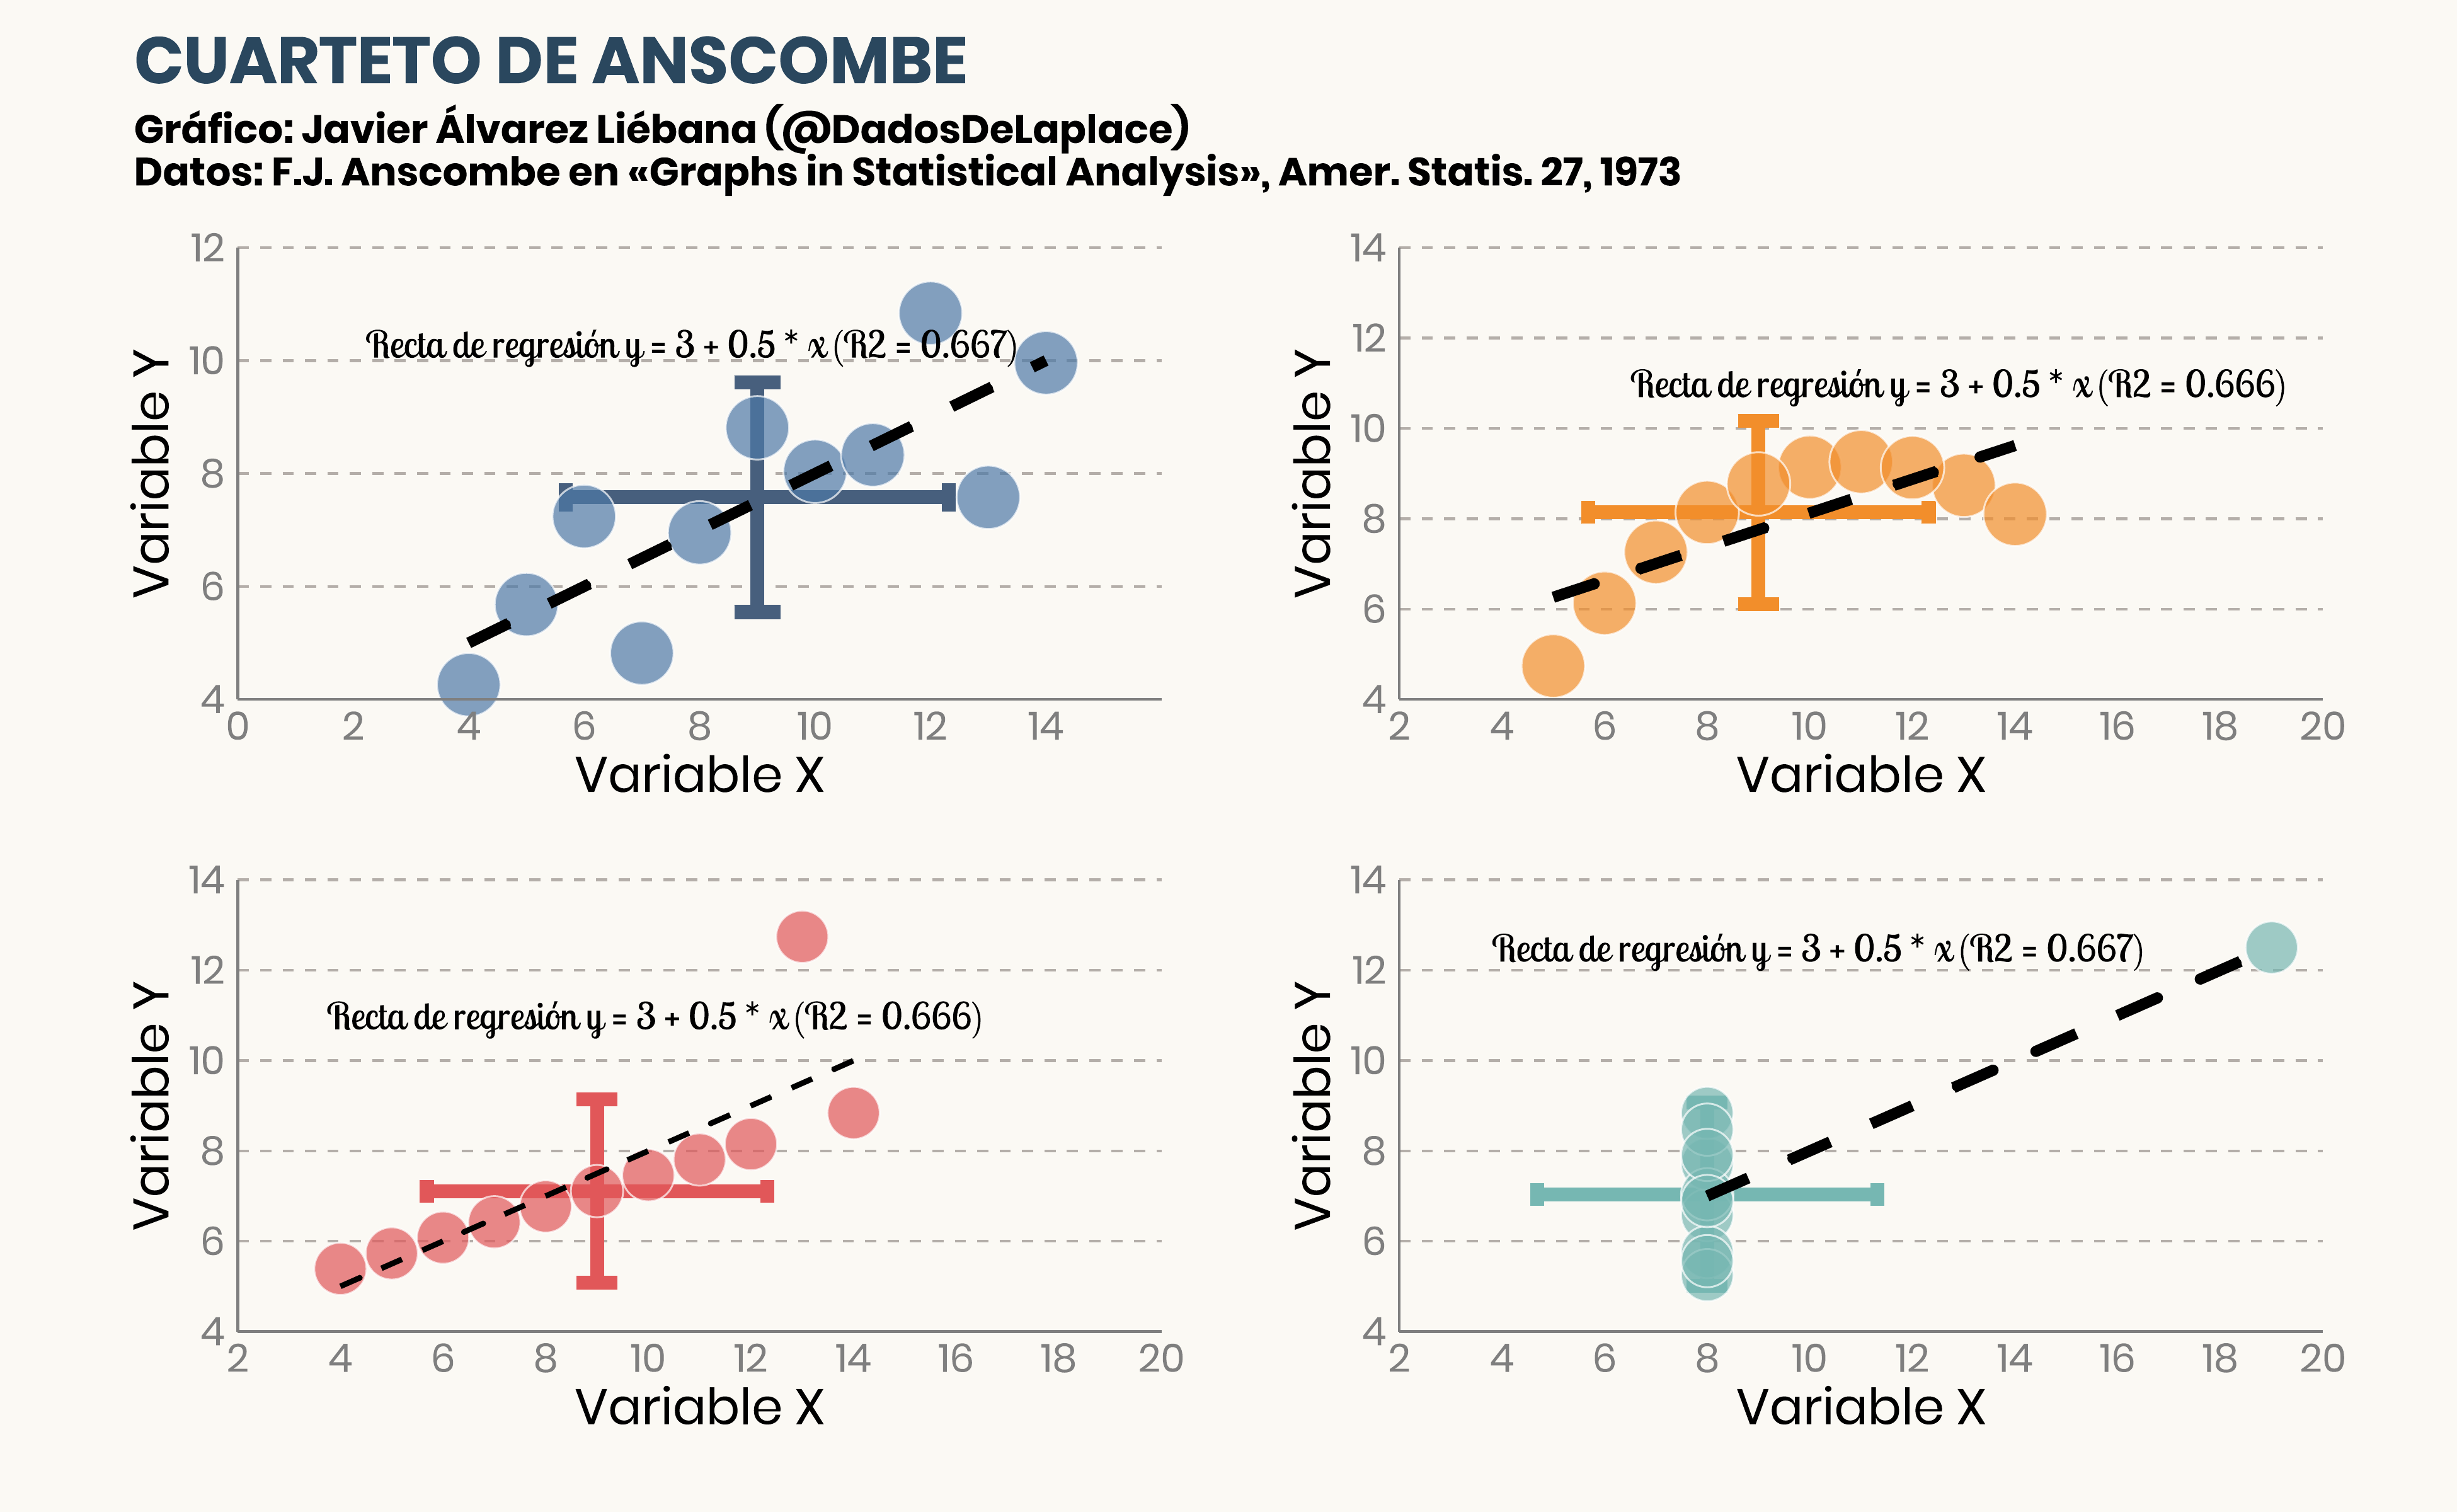 CUARTETO DE ANSCOMBE
Gráfico: Javier Álvarez Liébana (@DadosDeLaplace)
Datos: F.J. Anscombe en «Graphs in Statistical Analysis», Amer. Statis. 27, 1973
Variable Y
12
10
8
6
4
Recta de regresión y = 3 + 0.5 * x (R2 = 0.667)
0 2 4 6 8 10 12 14
Variable X
Variable Y
14
12
10
8
6
4
Recta de regresión y = 3 + 0.5 * x (R2 = 0.666)
2 4 6 8 10 12 14 16 18 20
Variable X
Variable Y
14
12
10
8
6
4
Recta de regresión y = 3 + 0.5 * x (R2 = 0.666)
2 4 6 8 10 12 14 16 18 20
Variable X
Variable Y
14
12
10
8
6
4
Recta de regresión y = 3 + 0.5 * x (R2 = 0.667)
2 4 6 8 10 12 14 16 18 20
Variable X